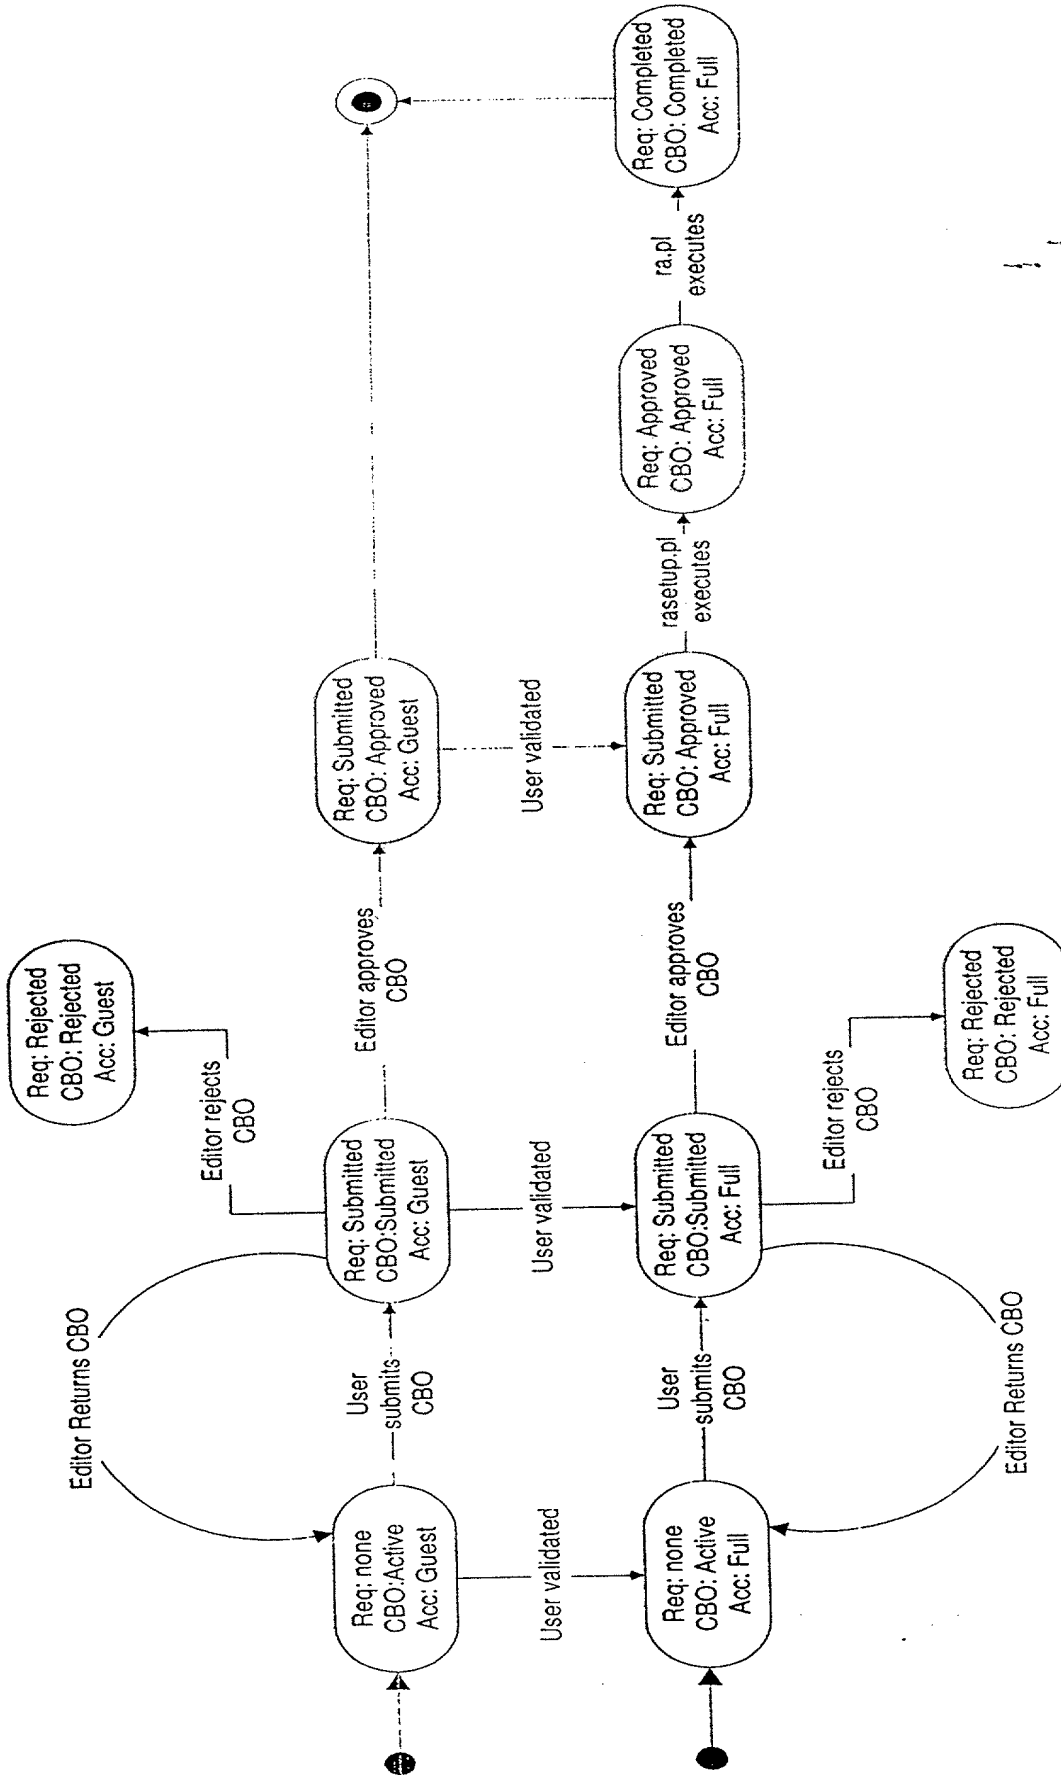 Req: Rejected
CBO: Rejected
Acc: Guest
Editor rejects
CBO
Editor Returns CBO
Req: none
CBO:Active
Acc: Guest
User
submits
CBO
Req: Submitted
CBO:Submitted
Acc: Guest
Editor approves
CBO
Req: Submitted
CBO: Approved
Acc: Guest
User validated
User validated
User validated
Req: none
CBO: Active
Acc: Full
User
submits
CBO
Req: Submitted
CBO:Submitted
Acc: Full
Editor approves
CBO
Req: Submitted
CBO: Approved
Acc: Full
rasetup.pl
executes
Req: Approved
CBO: Approved
Acc: Full
ra.pl
executes
Req: Completed
CBO: Completed
Acc: Full
Editor Returns CBO
Editor rejects
CBO
Req: Rejected
CBO: Rejected
Acc: Full